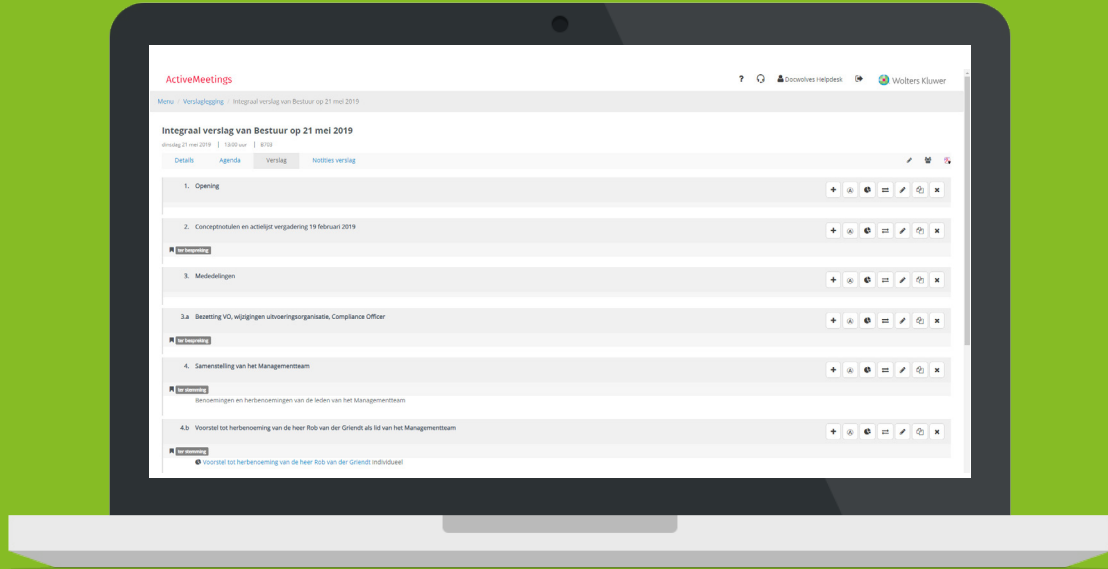 ActiveMeetings
? Docwolves Helpdesk Wolters Kluwer
Menu / Verslaglegging / Integraal verslag van Bestuur op 21 mei 2019
Integraal verslag van Bestuur op 21 mei 2019
dinsdag 21 mei 2019 | 13:00 uur | 8703
Details Agenda Verslag Notities verslag
1. Opening
2. Conceptnotulen en actielijst vergadering 19 februari 2019
ter bespreking
3. Mededelingen
3.a Bezetting VO, wijzigingen uitvoeringsorganisatie, Compliance Officer
ter bespreking
4. Samenstelling van het Managementteam
ter stemming
Benoemingen en herbenoemingen van de leden van het Managementteam
4.b Voorstel tot herbenoeming van de heer Rob van der Griendt als lid van het Managementteam
ter stemming
Voorstel tot herbenoeming van de heer Rob van der Griendt Individueel